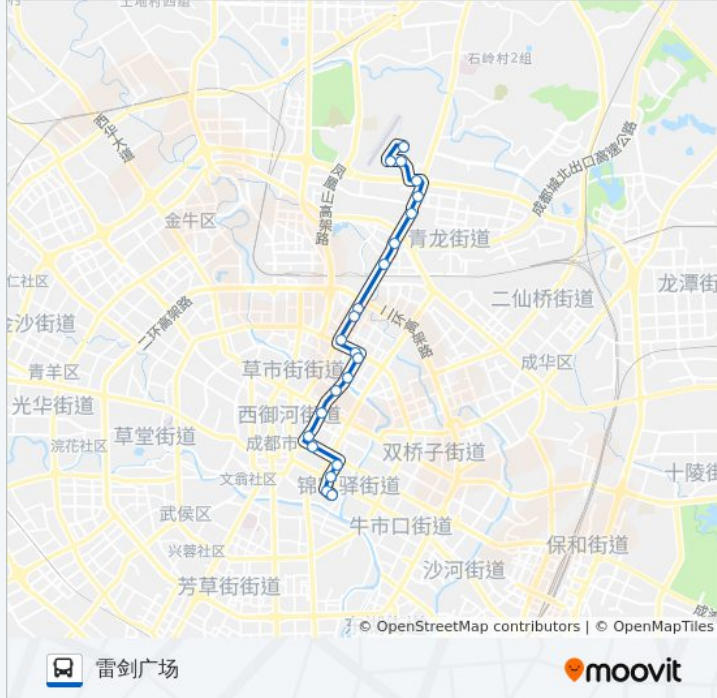 石岭村2组
西华大道
成都城北出口高速公路
凤凰山高架路
金牛区
青龙街道
仁社区
龙潭街
二仙桥街道
金沙街道
二环高架路
二环高架路
草市街街道
成华区
青羊区
光华街道
西御河街道
草堂街道
浣花社区
成都市
双桥子街道
文翁社区
十陵街
锦 驿街道
武侯区
牛市口街道
兴蓉社区
保和街道
沙河街道
芳草街街道
© OpenStreetMap contributors | © OpenMapTiles
雷剑广场
moovit